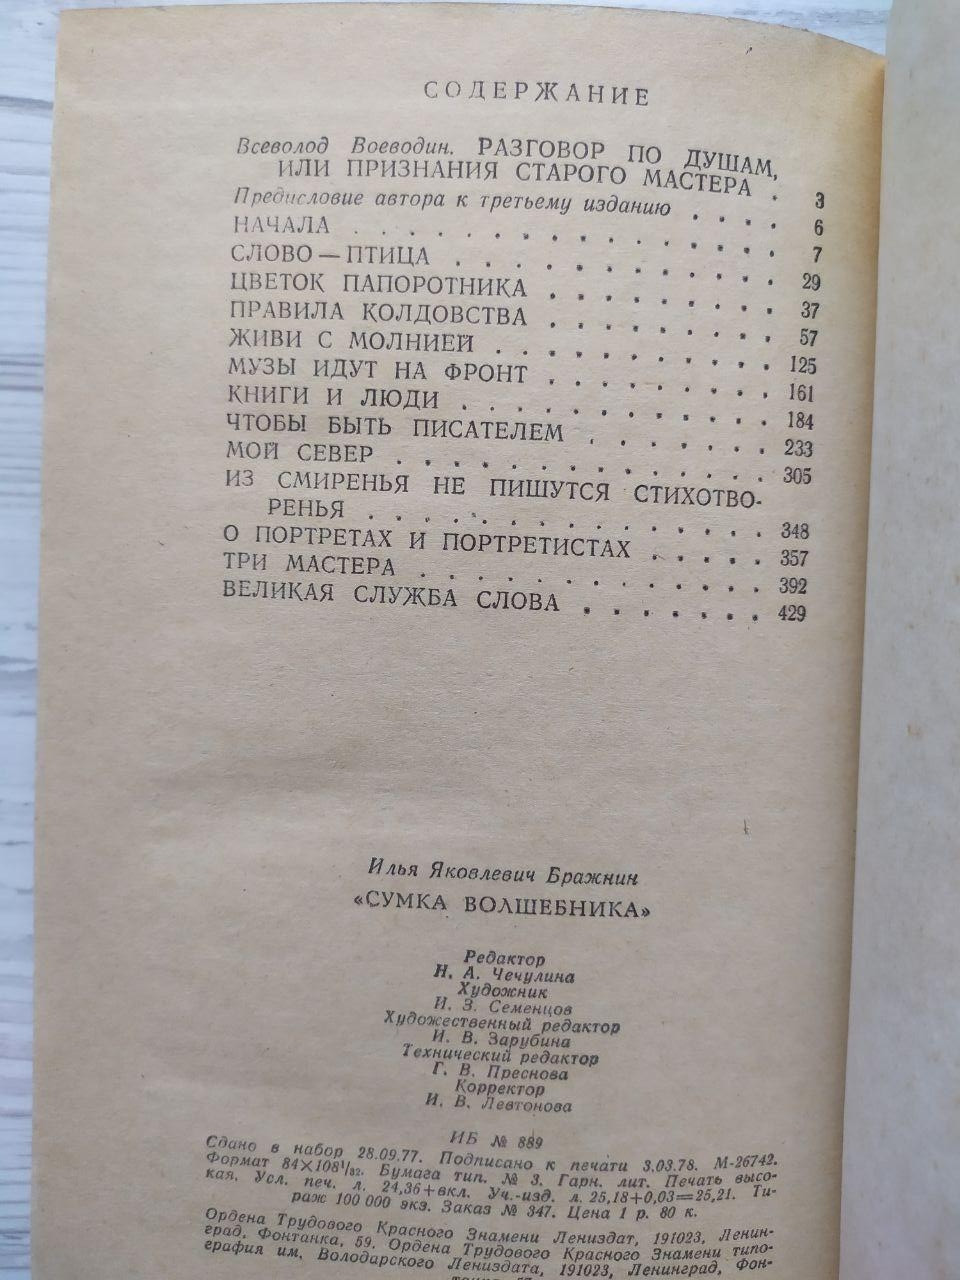 СОДЕРЖАНИЕ
Всеволод Воеводин. РАЗГОВОР ПО ДУШАМ,
ИЛИ ПРИЗНАНИЯ СТАРОГО МАСТЕРА . 3
Предисловие автора к третьему изданию . . . . 6
НАЧАЛА . . . . . . . . . . . . . 7
СЛОВО — ПТИЦА . . . . . . . . . . 29
ЦВЕТОК ПАПОРОТНИКА . . . . . . . 37
ПРАВИЛА КОЛДОВСТВА . . . . . . . 57
ЖИВИ С МОЛНИЕЙ . . . . . . . . . 125
МУЗЫ ИДУТ НА ФРОНТ . . . . . . . 161
КНИГИ И ЛЮДИ . . . . . . . . . . 184
ЧТОБЫ БЫТЬ ПИСАТЕЛЕМ . . . . . . 233
МОЙ СЕВЕР . . . . . . . . . . . . 305
ИЗ СМИРЕНЬЯ НЕ ПИШУТСЯ СТИХОТВО-
РЕНЬЯ . . . . . . . . . . . . . 348
О ПОРТРЕТАХ И ПОРТРЕТИСТАХ . . . . 357
ТРИ МАСТЕРА . . . . . . . . . . . 392
ВЕЛИКАЯ СЛУЖБА СЛОВА . . . . . . 429
Илья Яковлевич Бражнин
«СУМКА ВОЛШЕБНИКА»
Редактор
Н. А. Чечулина
Художник
И. З. Семенцов
Художественный редактор
И. В. Зарубина
Технический редактор
Г. В. Преснова
Корректор
И. В. Левтонова
ИБ № 889
Сдано в набор 28.09.77. Подписано к печати 3.03.78. М-26742.
Формат 84×108¹/₃₂. Бумага тип. № 3. Гарн. лит. Печать высо-
кая. Усл. печ. л. 24,36+вкл. Уч.-изд. л. 25,18+0,03=25,21. Ти-
раж 100 000 экз. Заказ № 347. Цена 1 р. 80 к.
Ордена Трудового Красного Знамени Лениздат, 191023, Ленин-
град, Фонтанка, 59. Ордена Трудового Красного Знамени типо-
графия им. Володарского Лениздата, 191023, Ленинград, Фон-